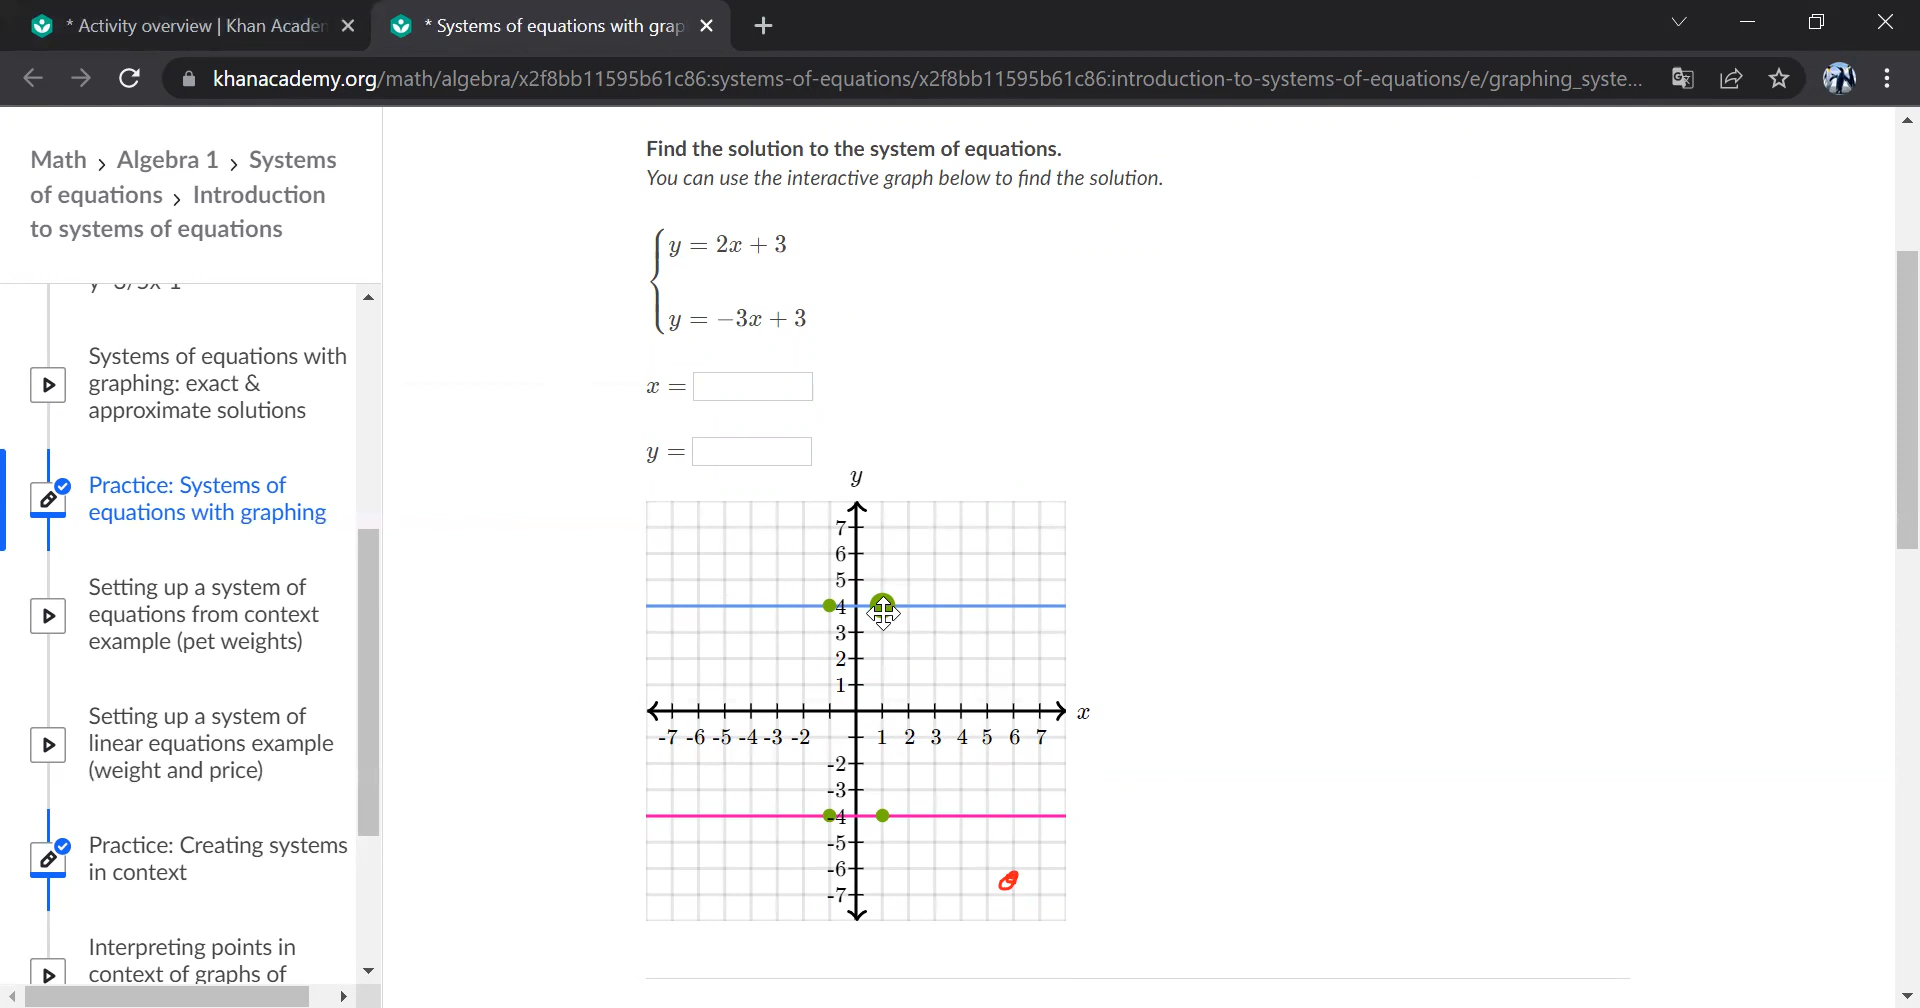 * Activity overview | Khan Acader
* Systems of equations with grap
khanacademy.org/math/algebra/x2f8bb11595b61c86:systems-of-equations/x2f8bb11595b61c86:introduction-to-systems-of-equations/e/graphing_syste...
Math > Algebra 1 > Systems
of equations > Introduction
to systems of equations
Systems of equations with
graphing: exact &
approximate solutions
Practice: Systems of
equations with graphing
Setting up a system of
equations from context
example (pet weights)
Setting up a system of
linear equations example
(weight and price)
Practice: Creating systems
in context
Interpreting points in
context of graphs of
Find the solution to the system of equations.
You can use the interactive graph below to find the solution.
y = 2x + 3
y = −3x + 3
x =
y =
y
7
6
5
4
3
2
1
-7 -6 -5 -4 -3 -2 1 2 3 4 5 6 7
x
-2
-3
-4
-5
-6
-7